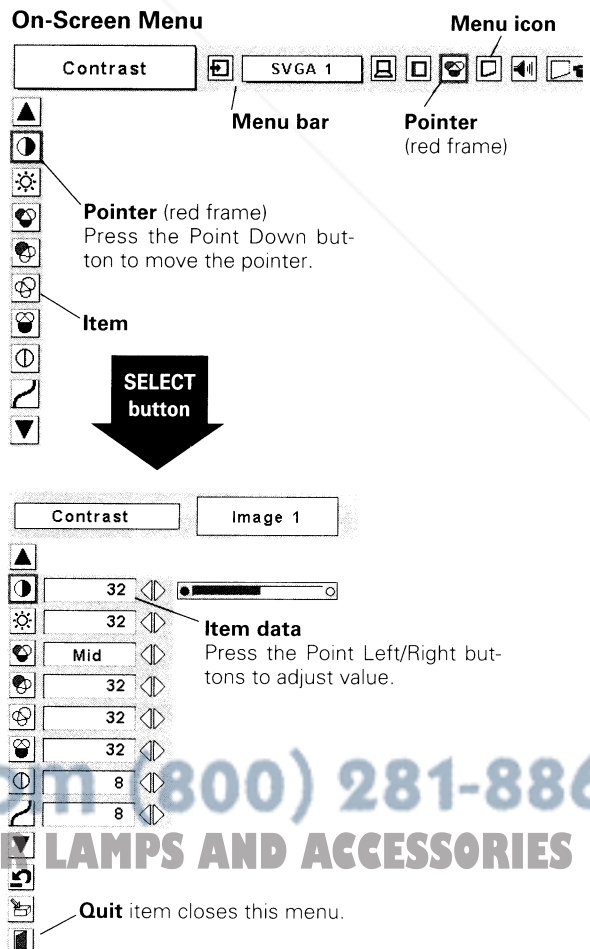 On-Screen Menu
Menu icon
Contrast
SVGA 1
Menu bar
Pointer
(red frame)
Pointer (red frame)
Press the Point Down but-
ton to move the pointer.
Item
SELECT
button
Contrast
Image 1
32
32
Item data
Mid
Press the Point Left/Right but-
tons to adjust value.
32
32
32
8
8
om (800) 281-886
R LAMPS AND ACCESSORIES
Quit item closes this menu.